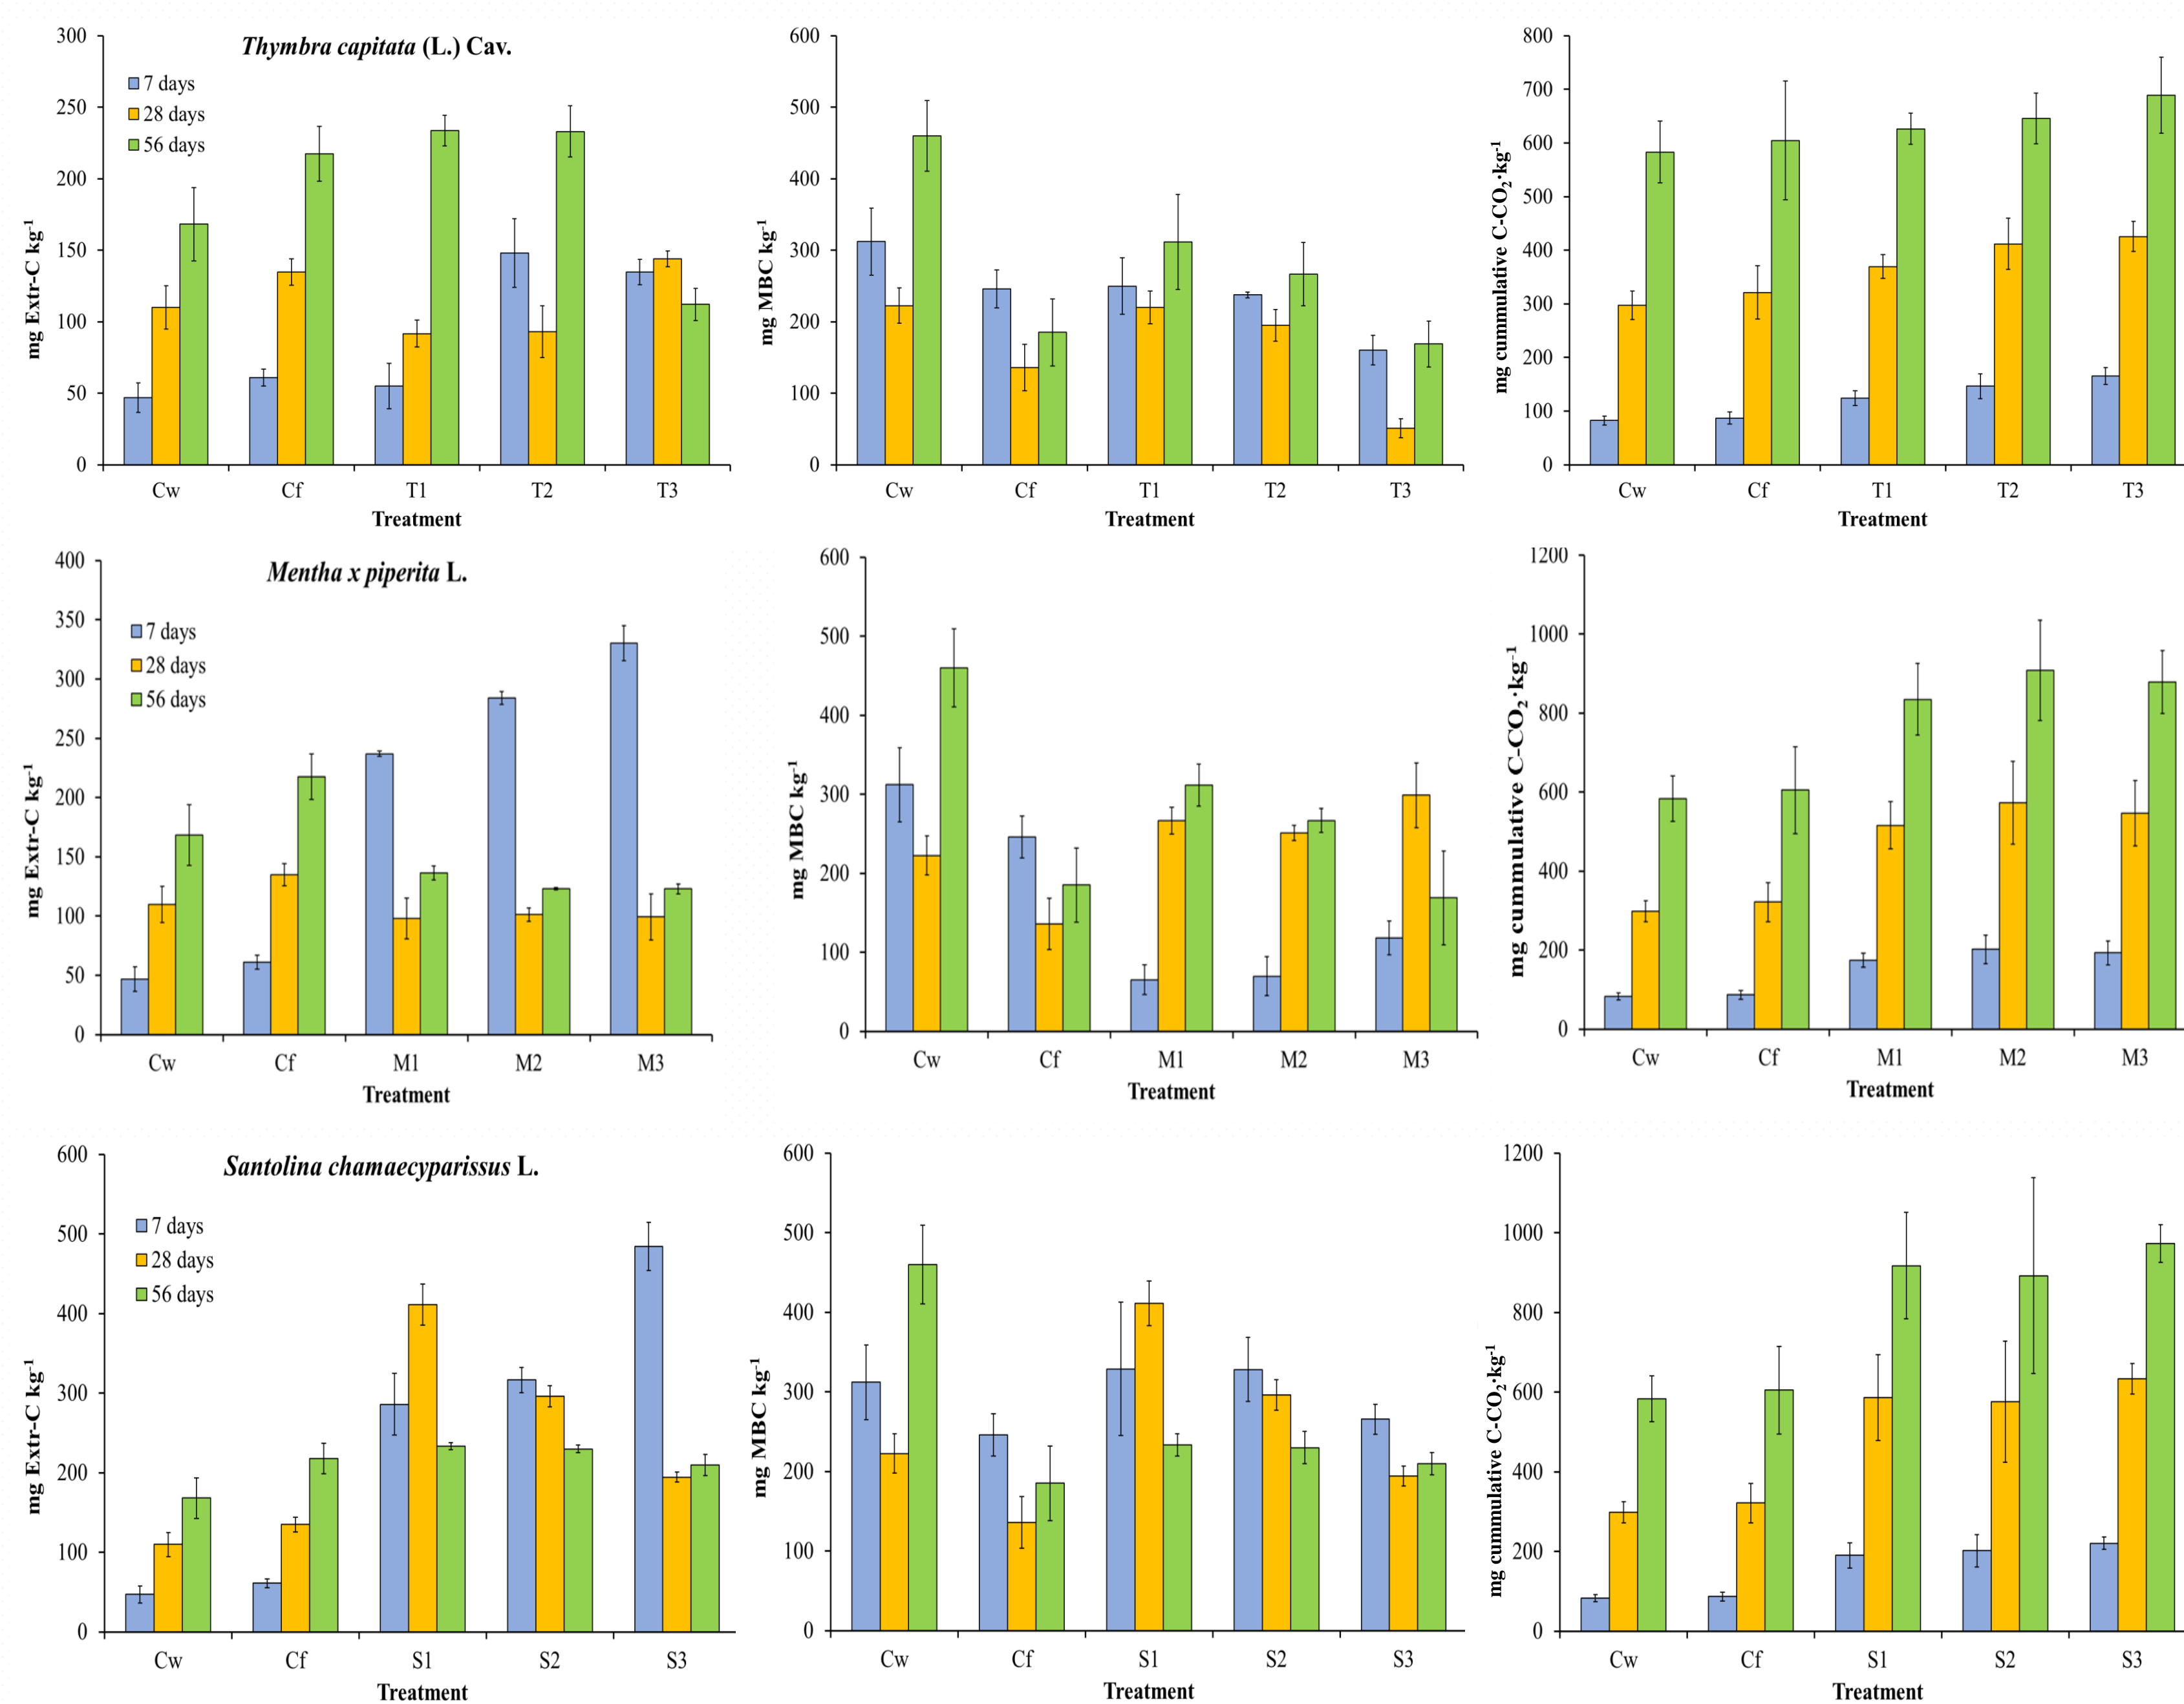 Thymbra capitata (L.) Cav.
7 days
28 days
56 days
mg Extr-C kg⁻¹
300
250
200
150
100
50
0
Cw Cf T1 T2 T3
Treatment
mg MBC kg⁻¹
600
500
400
300
200
100
0
Cw Cf T1 T2 T3
Treatment
mg cummulative C-CO₂·kg⁻¹
800
700
600
500
400
300
200
100
0
Cw Cf T1 T2 T3
Treatment
Mentha x piperita L.
7 days
28 days
56 days
mg Extr-C kg⁻¹
400
350
300
250
200
150
100
50
0
Cw Cf M1 M2 M3
Treatment
mg MBC kg⁻¹
600
500
400
300
200
100
0
Cw Cf M1 M2 M3
Treatment
mg cummulative C-CO₂·kg⁻¹
1200
1000
800
600
400
200
0
Cw Cf M1 M2 M3
Treatment
Santolina chamaecyparissus L.
7 days
28 days
56 days
mg Extr-C kg⁻¹
600
500
400
300
200
100
0
Cw Cf S1 S2 S3
Treatment
mg MBC kg⁻¹
600
500
400
300
200
100
0
Cw Cf S1 S2 S3
Treatment
mg cummulative C-CO₂·kg⁻¹
1200
1000
800
600
400
200
0
Cw Cf S1 S2 S3
Treatment